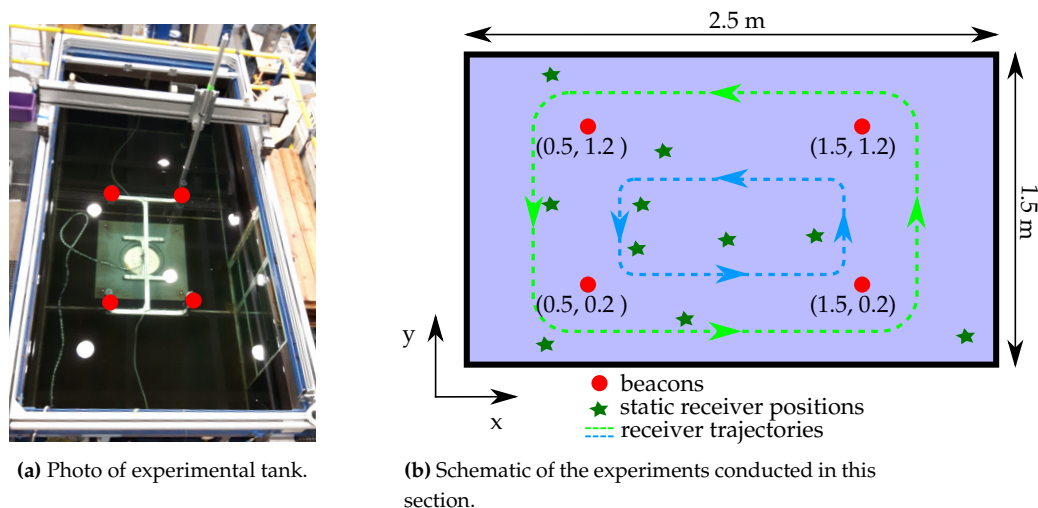 2.5 m
(0.5, 1.2 )
(1.5, 1.2)
1.5 m
(0.5, 0.2 )
(1.5, 0.2)
y
x
beacons
static receiver positions
receiver trajectories
(a) Photo of experimental tank.
(b) Schematic of the experiments conducted in this
section.